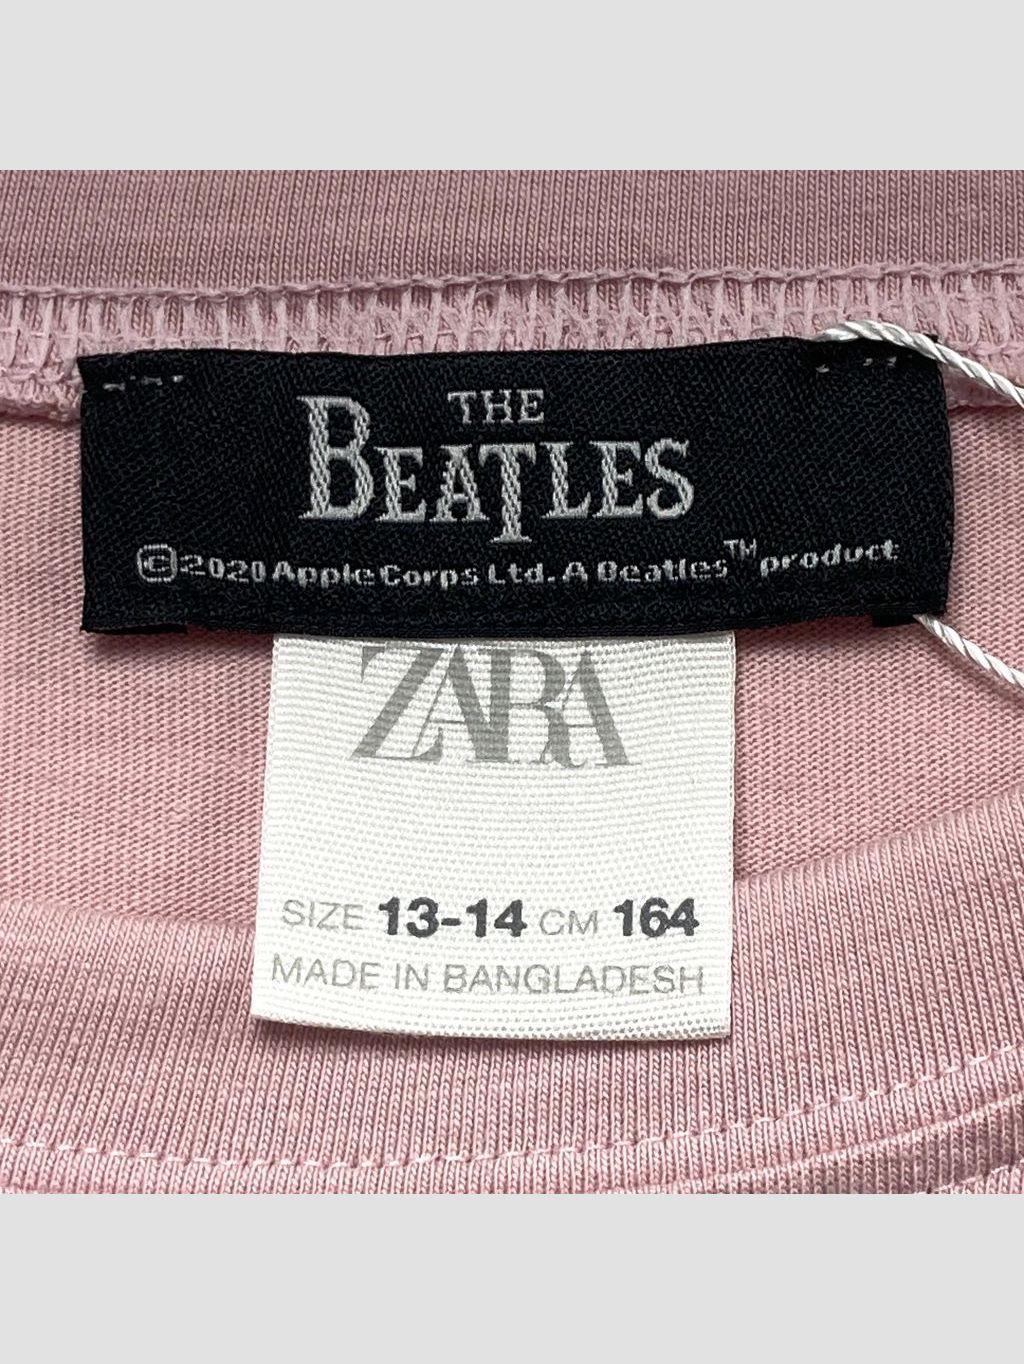 THE
BEATLES
©2020 Apple Corps Ltd. A Beatles™ product
ZARA
SIZE 13-14 CM 164
MADE IN BANGLADESH